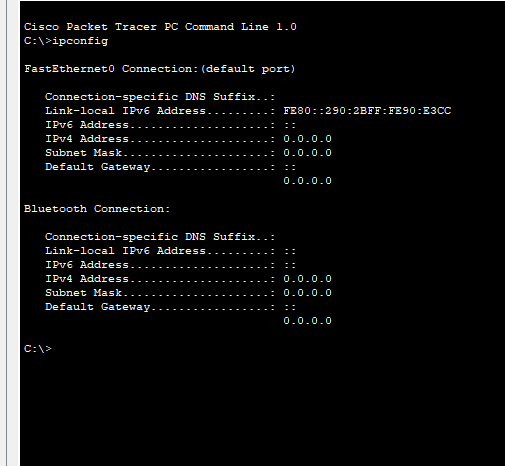 Cisco Packet Tracer PC Command Line 1.0
C:\>ipconfig
FastEthernet0 Connection:(default port)
Connection-specific DNS Suffix..:
Link-local IPv6 Address.........: FE80::290:2BFF:FE90:E3CC
IPv6 Address....................: ::
IPv4 Address....................: 0.0.0.0
Subnet Mask.....................: 0.0.0.0
Default Gateway.................: ::
0.0.0.0
Bluetooth Connection:
Connection-specific DNS Suffix..:
Link-local IPv6 Address.........: ::
IPv6 Address....................: ::
IPv4 Address....................: 0.0.0.0
Subnet Mask.....................: 0.0.0.0
Default Gateway.................: ::
0.0.0.0
C:\>